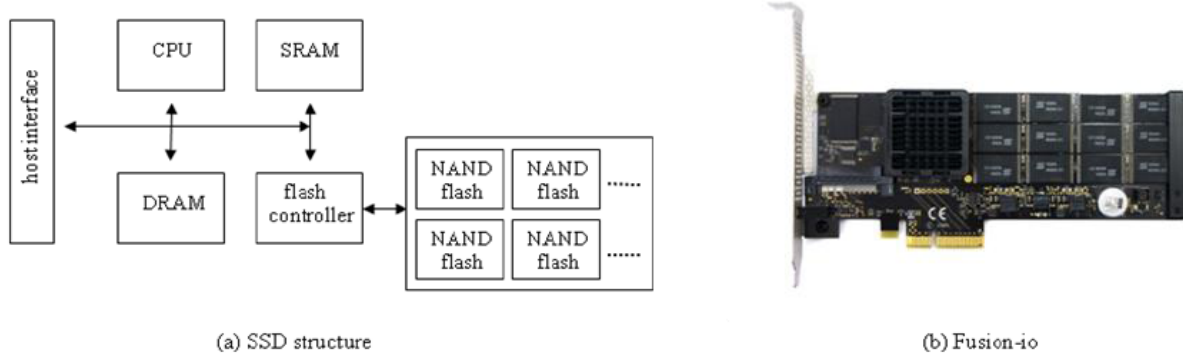 host interface
CPU
SRAM
DRAM
flash
controller
NAND
flash
NAND
flash
......
NAND
flash
NAND
flash
......
CE
(a) SSD structure
(b) Fusion-io